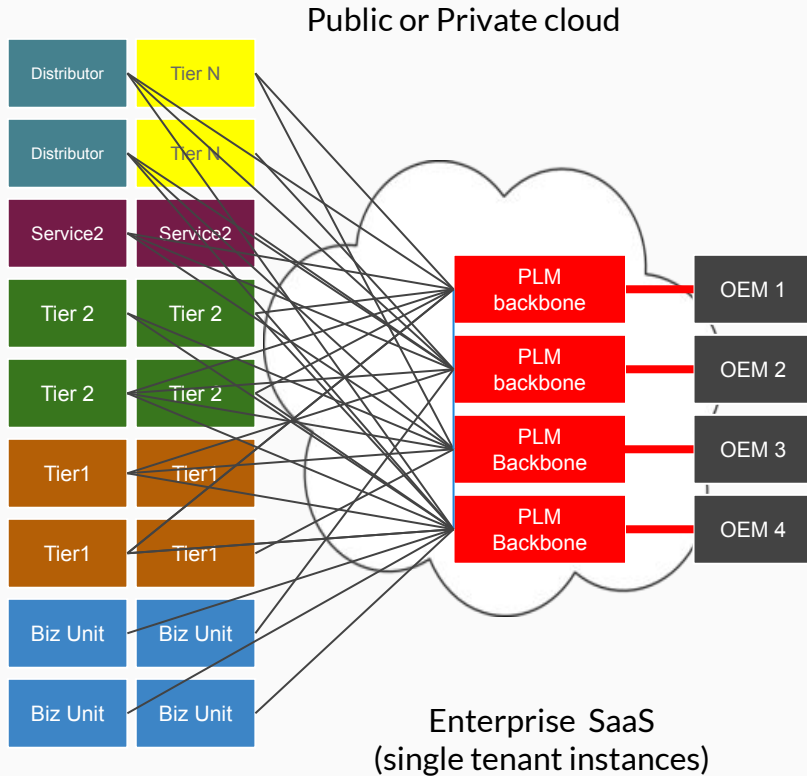 Public or Private cloud
Distributor
Tier N
Distributor
Tier N
Service2
Service2
Tier 2
Tier 2
Tier 2
Tier 2
Tier1
Tier1
Tier1
Tier1
Biz Unit
Biz Unit
Biz Unit
Biz Unit
PLM
backbone
OEM 1
PLM
backbone
OEM 2
PLM
Backbone
OEM 3
PLM
Backbone
OEM 4
Enterprise SaaS
(single tenant instances)